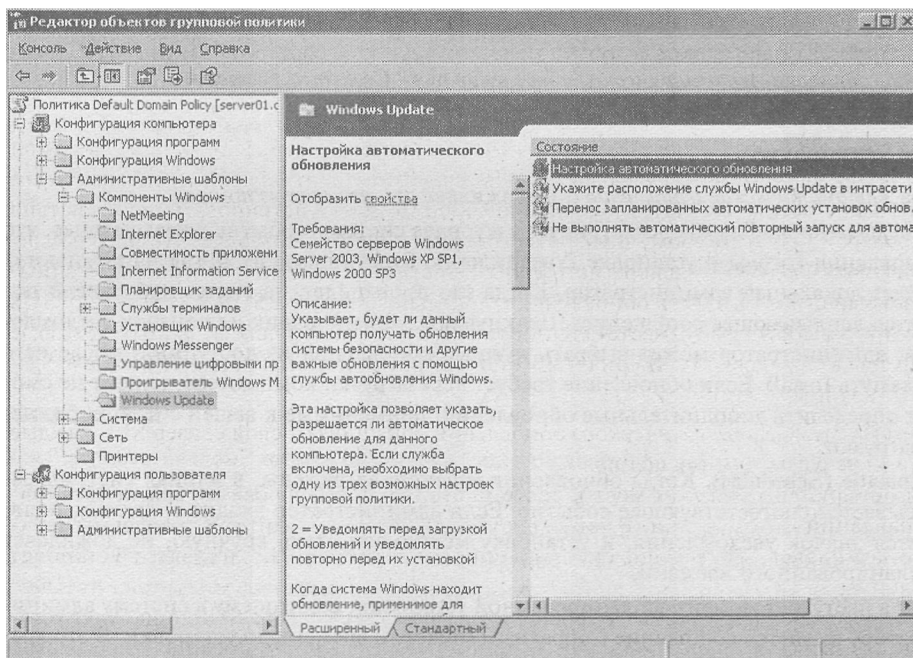 Редактор объектов групповой политики
Консоль Действие Вид Справка
Политика Default Domain Policy [server01.c
Конфигурация компьютера
Конфигурация программ
Конфигурация Windows
Административные шаблоны
Компоненты Windows
NetMeeting
Internet Explorer
Совместимость приложени
Internet Information Service
Планировщик заданий
Службы терминалов
Установщик Windows
Windows Messenger
Управление цифровыми пр
Проигрыватель Windows M
Windows Update
Система
Сеть
Принтеры
Конфигурация пользователя
Конфигурация программ
Конфигурация Windows
Административные шаблоны
Windows Update
Настройка автоматического
обновления
Отобразить свойства
Требования:
Семейство серверов Windows
Server 2003, Windows XP SP1,
Windows 2000 SP3
Описание:
Указывает, будет ли данный
компьютер получать обновления
системы безопасности и другие
важные обновления с помощью
службы автообновления Windows.
Эта настройка позволяет указать,
разрешается ли автоматическое
обновление для данного
компьютера. Если служба
включена, необходимо выбрать
одну из трех возможных настроек
групповой политики.
2 = Уведомлять перед загрузкой
обновлений и уведомлять
повторно перед их установкой
Когда система Windows находит
обновление, применимое для
Состояние
Настройка автоматического обновления
Укажите расположение службы Windows Update в интрасети
Перенос запланированных автоматических установок обнов.
Не выполнять автоматический повторный запуск для автома
Расширенный Стандартный